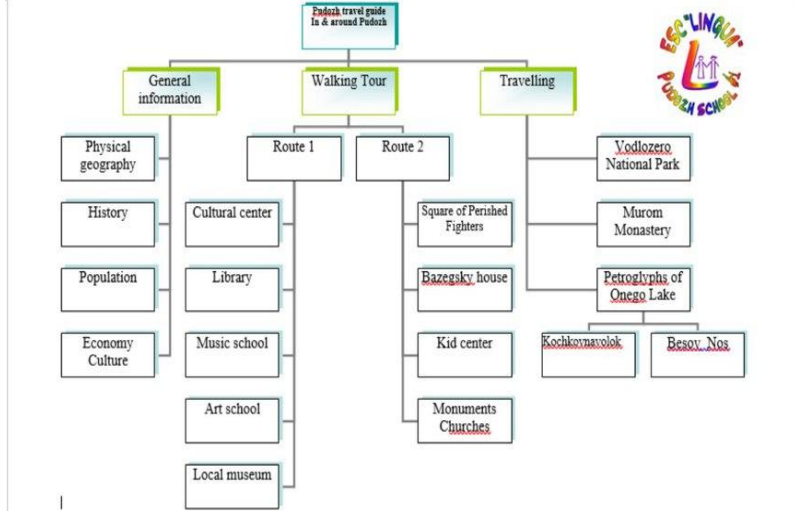 Pudozh travel guide
In & around Pudozh
ESC "LINGUA"
PUDOZH SCHOOL
General
information
Walking Tour
Travelling
Physical
geography
Route 1
Route 2
Vodlozero
National Park
History
Cultural center
Square of Perished
Fighters
Murom
Monastery
Population
Library
Bazegsky house
Petroglyphs of
Onego Lake
Economy
Culture
Music school
Kid center
Kochkovnavolok
Besov Nos
Art school
Monuments
Churches
Local museum